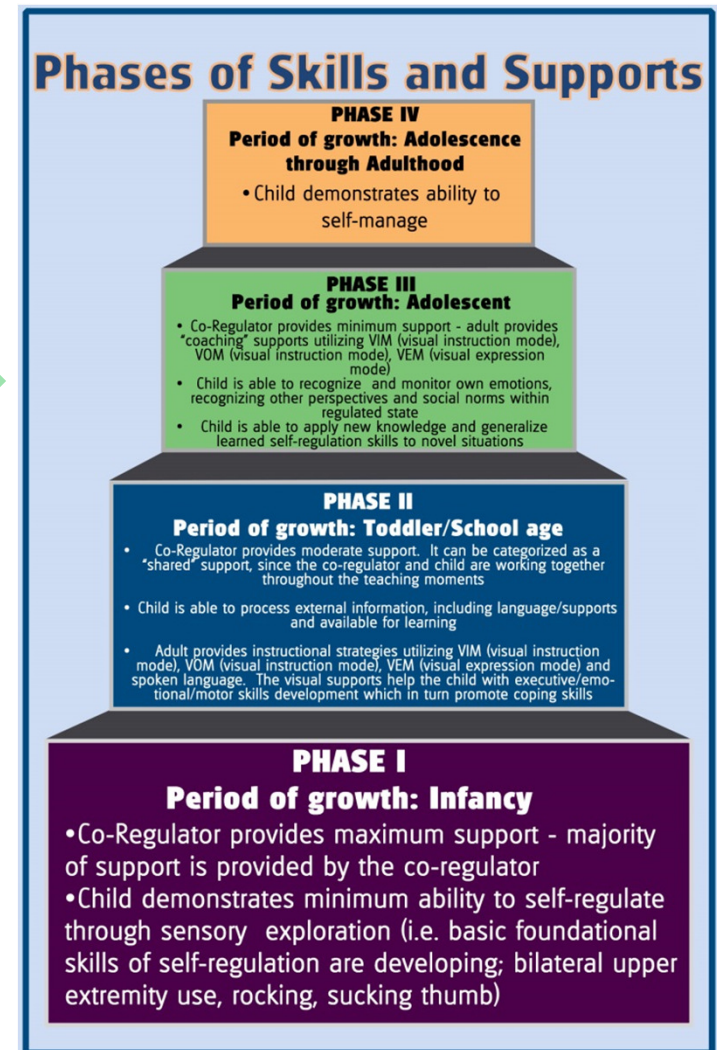 Phases of Skills and Supports
PHASE IV
Period of growth: Adolescence
through Adulthood
• Child demonstrates ability to
self-manage
PHASE III
Period of growth: Adolescent
• Co-Regulator provides minimum support - adult provides
"coaching" supports utilizing VIM (visual instruction mode),
VOM (visual instruction mode), VEM (visual expression
mode)
• Child is able to recognize and monitor own emotions,
recognizing other perspectives and social norms within
regulated state
• Child is able to apply new knowledge and generalize
learned self-regulation skills to novel situations
PHASE II
Period of growth: Toddler/School age
• Co-Regulator provides moderate support. It can be categorized as a
"shared" support, since the co-regulator and child are working together
throughout the teaching moments
• Child is able to process external information, including language/supports
and available for learning
• Adult provides instructional strategies utilizing VIM (visual instruction
mode), VOM (visual instruction mode), VEM (visual expression mode) and
spoken language. The visual supports help the child with executive/emo-
tional/motor skills development which in turn promote coping skills
PHASE I
Period of growth: Infancy
•Co-Regulator provides maximum support - majority
of support is provided by the co-regulator
•Child demonstrates minimum ability to self-regulate
through sensory exploration (i.e. basic foundational
skills of self-regulation are developing; bilateral upper
extremity use, rocking, sucking thumb)